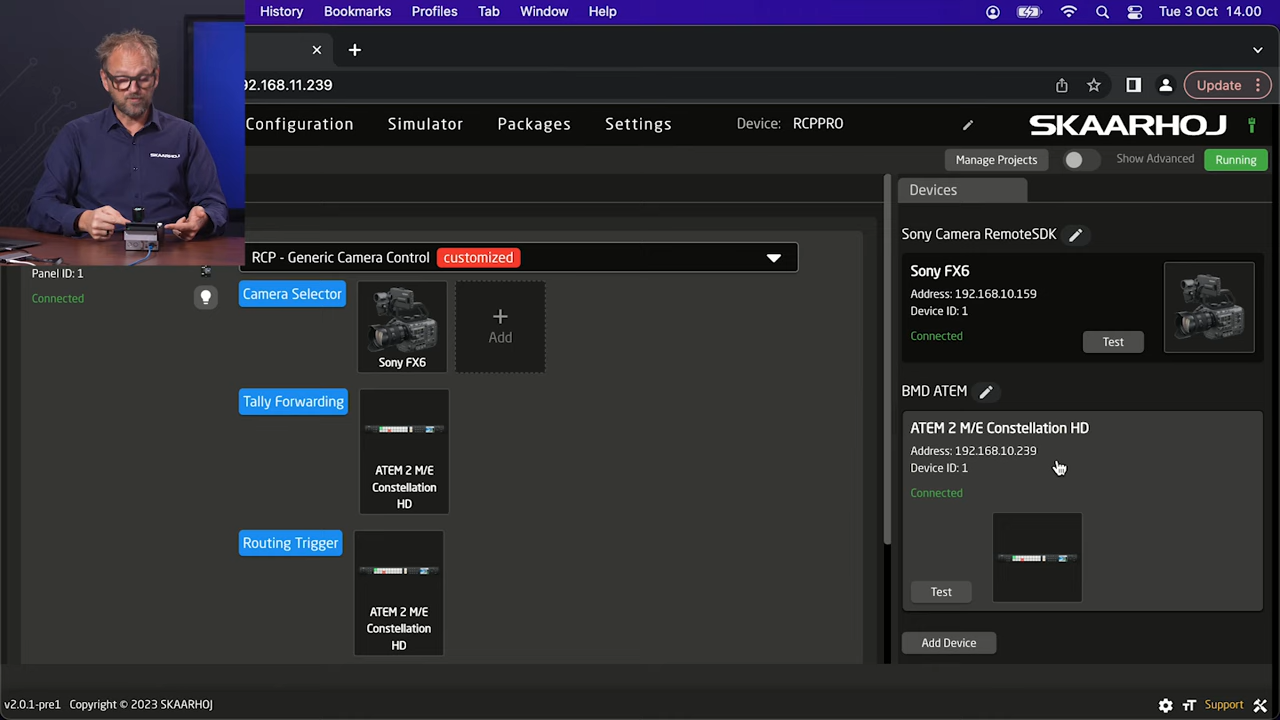 History Bookmarks Profiles Tab Window Help Tue 3 Oct 14.00
92.168.11.239 Update
Configuration Simulator Packages Settings Device: RCPPRO SKAARHOJ
Manage Projects Show Advanced Running
Devices
SKAARHOJ
Sony Camera RemoteSDK
RCP - Generic Camera Control customized
Panel ID: 1
Connected
Camera Selector
Sony FX6
Add
Tally Forwarding
ATEM 2 M/E
Constellation
HD
Routing Trigger
ATEM 2 M/E
Constellation
HD
Sony FX6
Address: 192.168.10.159
Device ID: 1
Connected
Test
BMD ATEM
ATEM 2 M/E Constellation HD
Address: 192.168.10.239
Device ID: 1
Connected
Test
Add Device
v2.0.1-pre1 Copyright © 2023 SKAARHOJ
Support